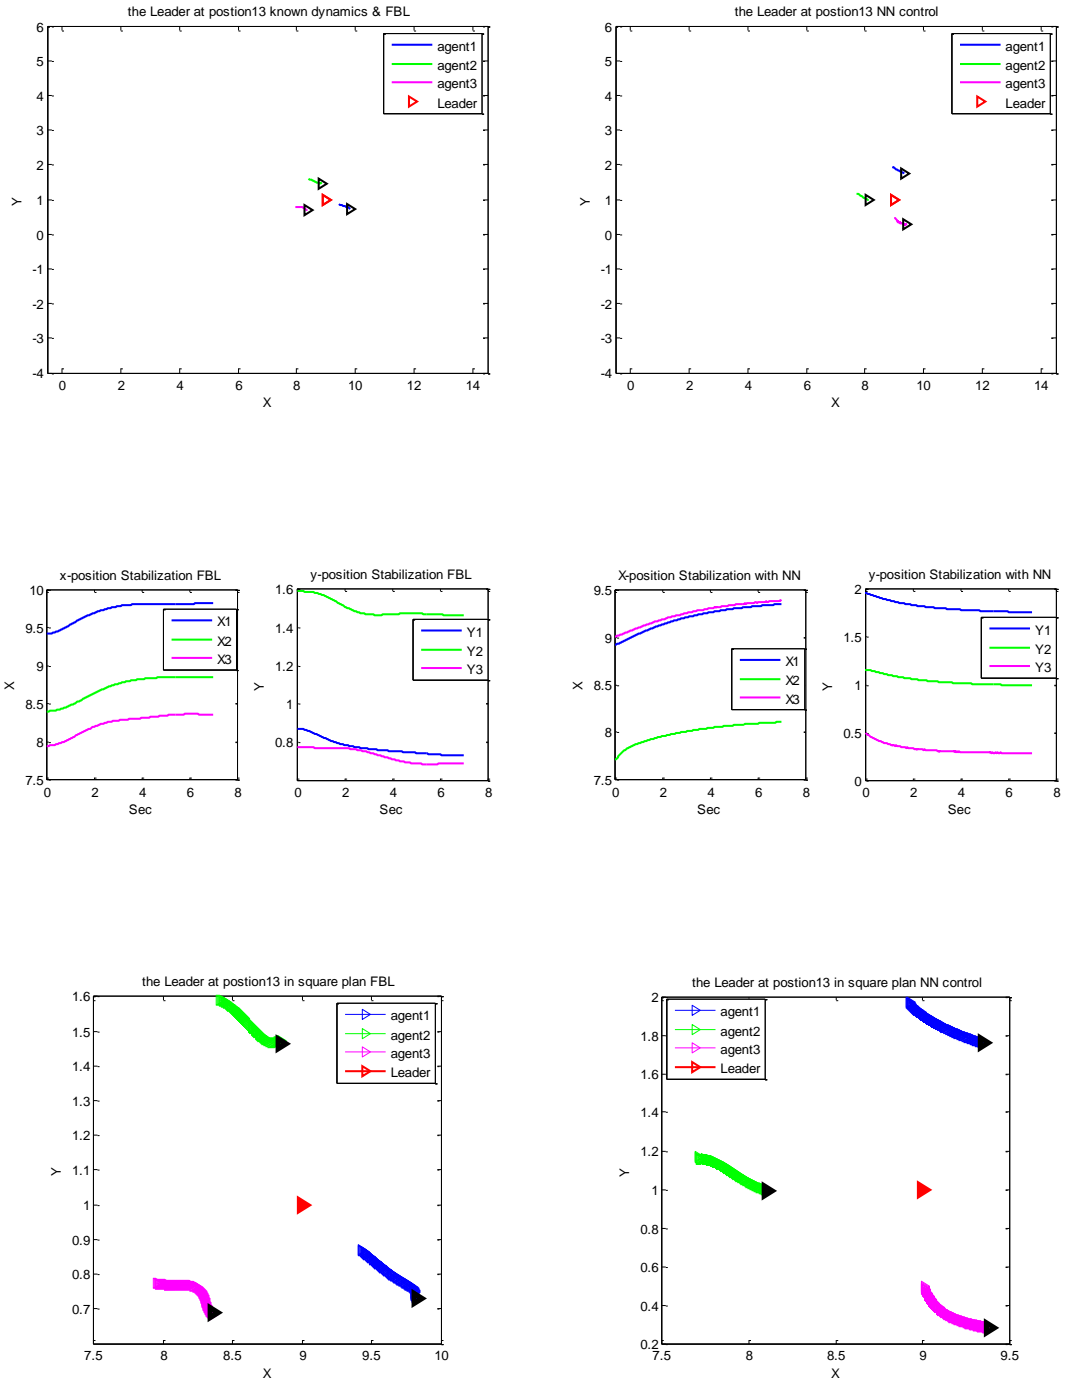 the Leader at postion13 known dynamics & FBL
6
5
4
3
2
1
0
-1
-2
-3
-4
Y
0 2 4 6 8 10 12 14
X
agent1
agent2
agent3
Leader
the Leader at postion13 NN control
6
5
4
3
2
1
0
-1
-2
-3
-4
Y
0 2 4 6 8 10 12 14
X
agent1
agent2
agent3
Leader
x-position Stabilization FBL
10
9.5
9
8.5
8
7.5
X
0 2 4 6 8
Sec
X1
X2
X3
y-position Stabilization FBL
1.6
1.4
1.2
1
0.8
Y
0 2 4 6 8
Sec
Y1
Y2
Y3
X-position Stabilization with NN
9.5
9
8.5
8
7.5
X
0 2 4 6 8
Sec
X1
X2
X3
y-position Stabilization with NN
2
1.5
1
0.5
0
Y
0 2 4 6 8
Sec
Y1
Y2
Y3
the Leader at postion13 in square plan FBL
1.6
1.5
1.4
1.3
1.2
1.1
1
0.9
0.8
0.7
Y
7.5 8 8.5 9 9.5 10
X
agent1
agent2
agent3
Leader
the Leader at postion13 in square plan NN control
2
1.8
1.6
1.4
1.2
1
0.8
0.6
0.4
0.2
Y
7.5 8 8.5 9 9.5
X
agent1
agent2
agent3
Leader